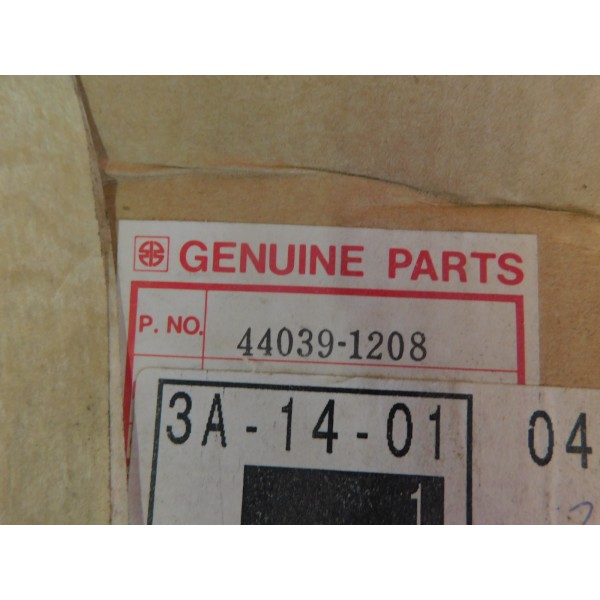 GENUINE PARTS
P. NO. 44039-1208
3A-14-01 04
1